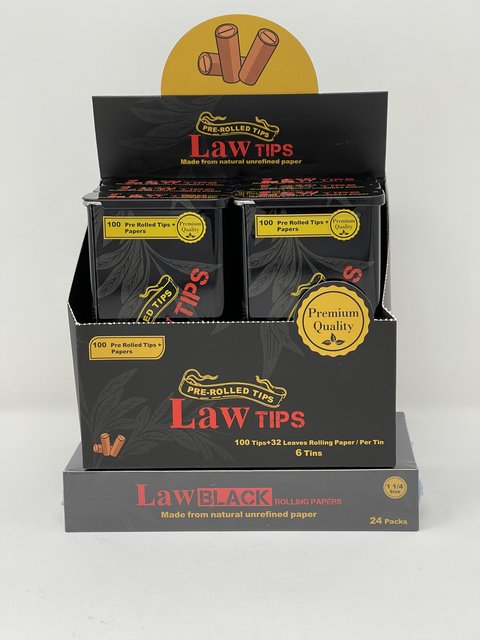 PRE-ROLLED TIPS
Law TIPS
Made from natural unrefined paper
100 Pre Rolled Tips +
Papers
Premium
Quality
100 Pre Rolled Tips +
Papers
Premium
Quality
ED TIPS
TIPS
Premium
Quality
100 Pre Rolled Tips +
Papers
PRE-ROLLED TIPS
Law TIPS
100 Tips+32 Leaves Rolling Paper / Per Tin
6 Tins
Law BLACK ROLLING PAPERS
1 1/4
Size
Made from natural unrefined paper
24 Packs